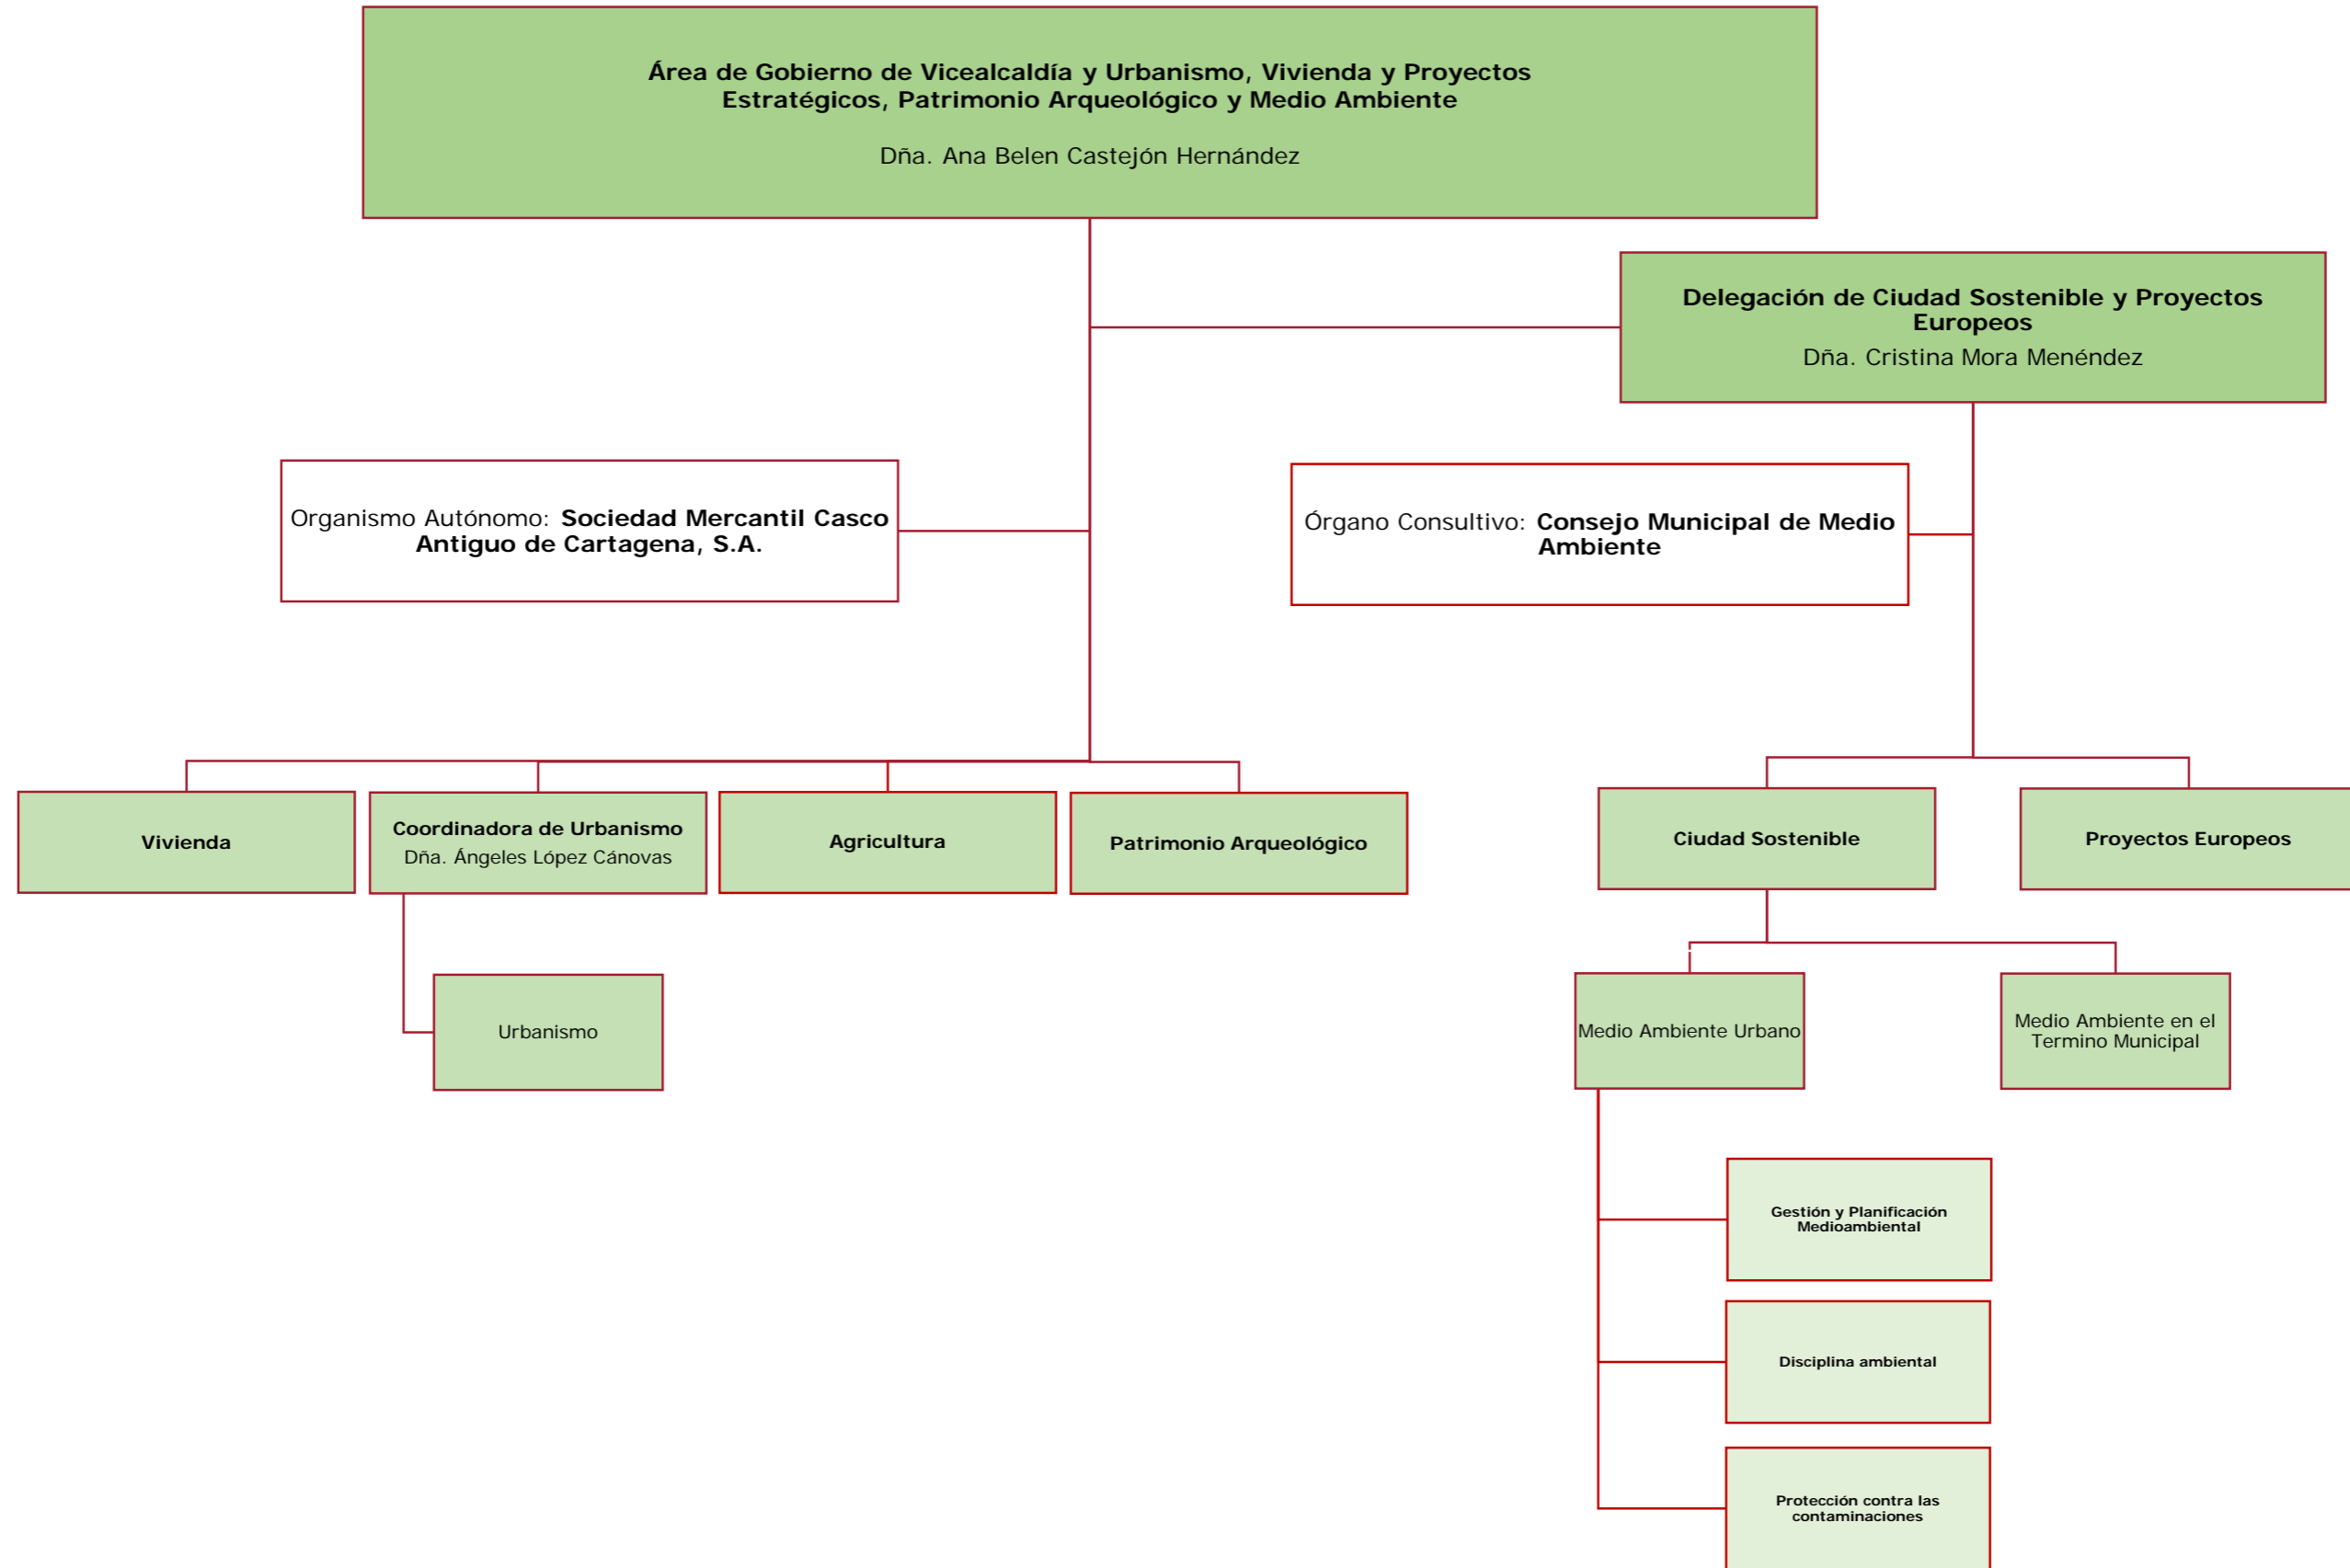 Área de Gobierno de Vicealcaldía y Urbanismo, Vivienda y Proyectos
Estratégicos, Patrimonio Arqueológico y Medio Ambiente
Dña. Ana Belen Castejón Hernández
Delegación de Ciudad Sostenible y Proyectos
Europeos
Dña. Cristina Mora Menéndez
Organismo Autónomo: Sociedad Mercantil Casco
Antiguo de Cartagena, S.A.
Órgano Consultivo: Consejo Municipal de Medio
Ambiente
Vivienda
Coordinadora de Urbanismo
Dña. Ángeles López Cánovas
Agricultura
Patrimonio Arqueológico
Ciudad Sostenible
Proyectos Europeos
Urbanismo
Medio Ambiente Urbano
Medio Ambiente en el
Termino Municipal
Gestión y Planificación
Medioambiental
Disciplina ambiental
Protección contra las
contaminaciones